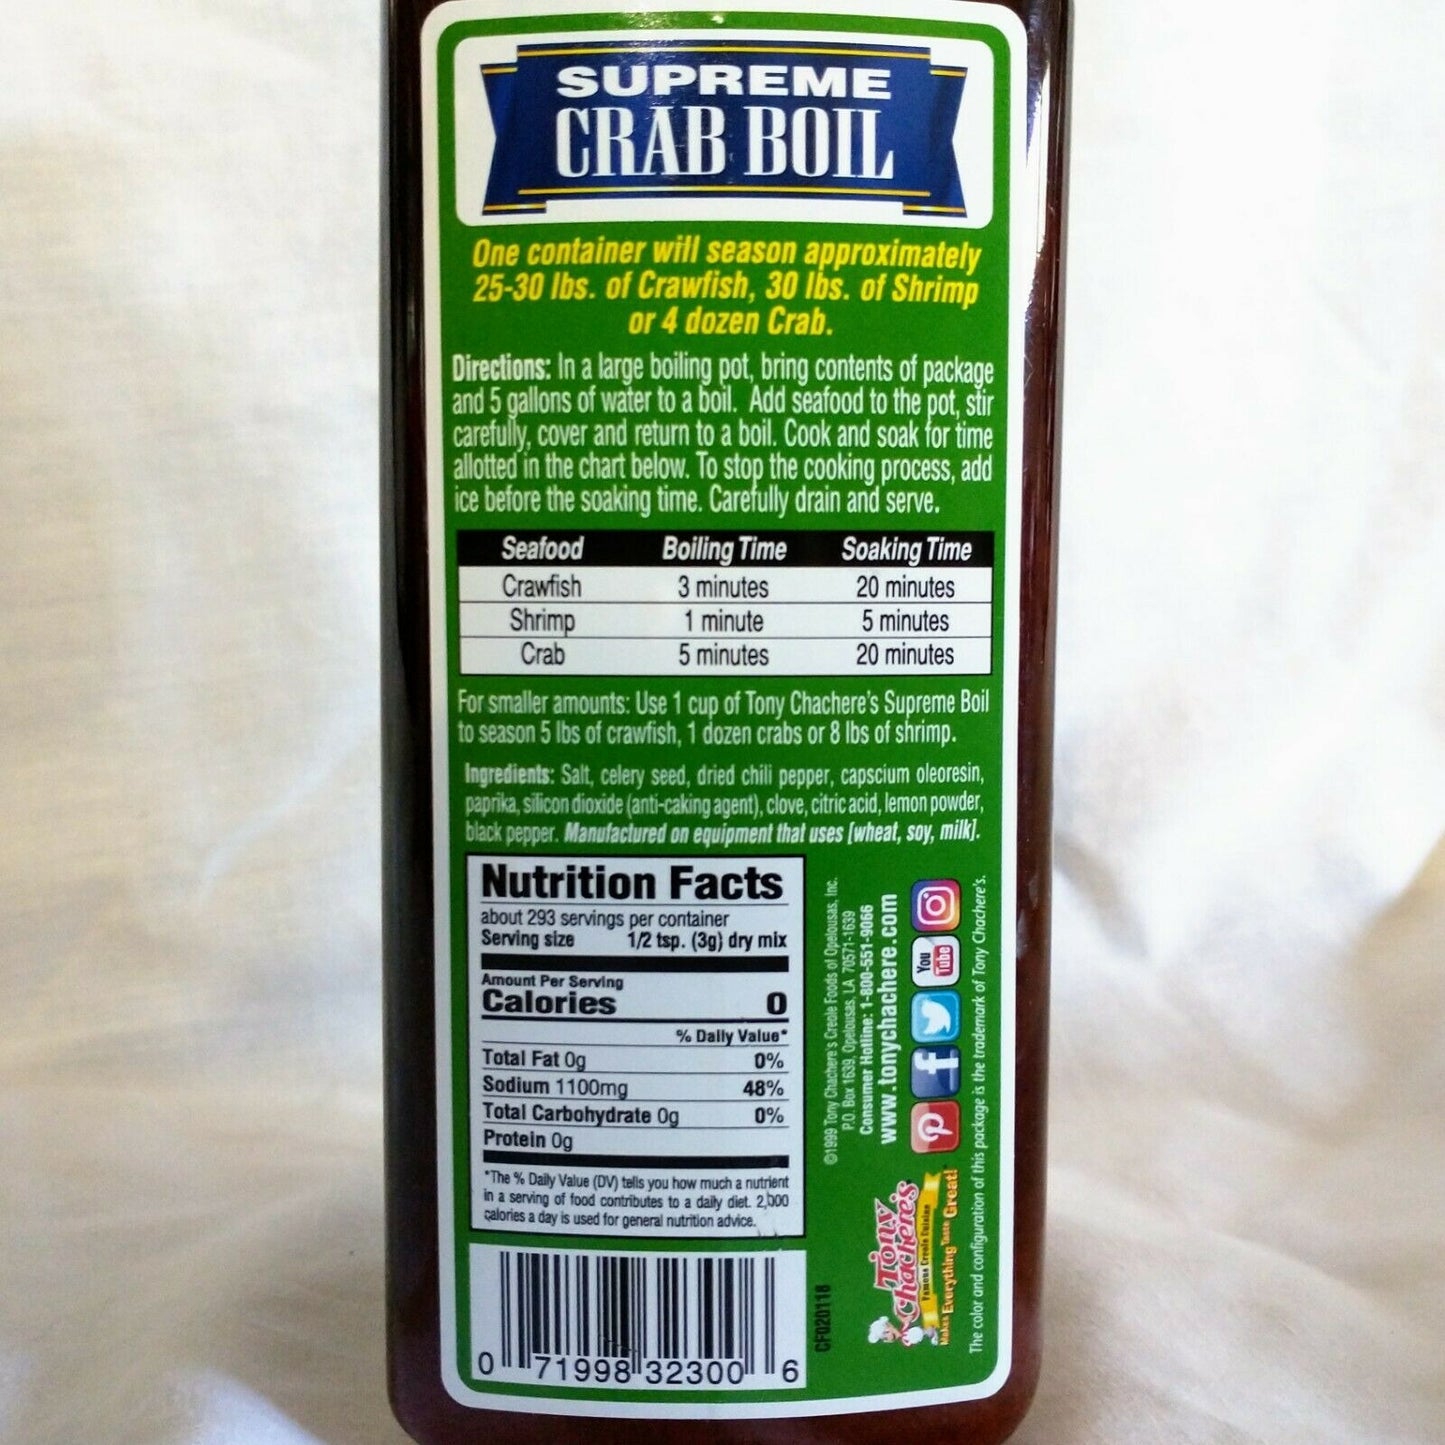 SUPREME
CRAB BOIL
One container will season approximately
25-30 lbs. of Crawfish, 30 lbs. of Shrimp
or 4 dozen Crab.
Directions: In a large boiling pot, bring contents of package
and 5 gallons of water to a boil. Add seafood to the pot, stir
carefully, cover and return to a boil. Cook and soak for time
allotted in the chart below. To stop the cooking process, add
ice before the soaking time. Carefully drain and serve.
Seafood Boiling Time Soaking Time
Crawfish 3 minutes 20 minutes
Shrimp 1 minute 5 minutes
Crab 5 minutes 20 minutes
For smaller amounts: Use 1 cup of Tony Chachere's Supreme Boil
to season 5 lbs of crawfish, 1 dozen crabs or 8 lbs of shrimp.
Ingredients: Salt, celery seed, dried chili pepper, capscium oleoresin,
paprika, silicon dioxide (anti-caking agent), clove, citric acid, lemon powder,
black pepper. Manufactured on equipment that uses [wheat, soy, milk].
Nutrition Facts
about 293 servings per container
Serving size 1/2 tsp. (3g) dry mix
Amount Per Serving
Calories 0
% Daily Value*
Total Fat 0g 0%
Sodium 1100mg 48%
Total Carbohydrate 0g 0%
Protein 0g
*The % Daily Value (DV) tells you how much a nutrient
in a serving of food contributes to a daily diet. 2,000
calories a day is used for general nutrition advice.
0 71998 32300 6
CF020118
©1999 Tony Chachere's Creole Foods of Opelousas, Inc.
P.O. Box 1639, Opelousas, LA 70571-1639
Consumer Hotline: 1-800-551-9066
www.tonychachere.com
You
Tube
Tony
Chachere's
Famous Creole Cuisine
Makes Everything Taste Great!
The color and configuration of this package is the trademark of Tony Chachere's.